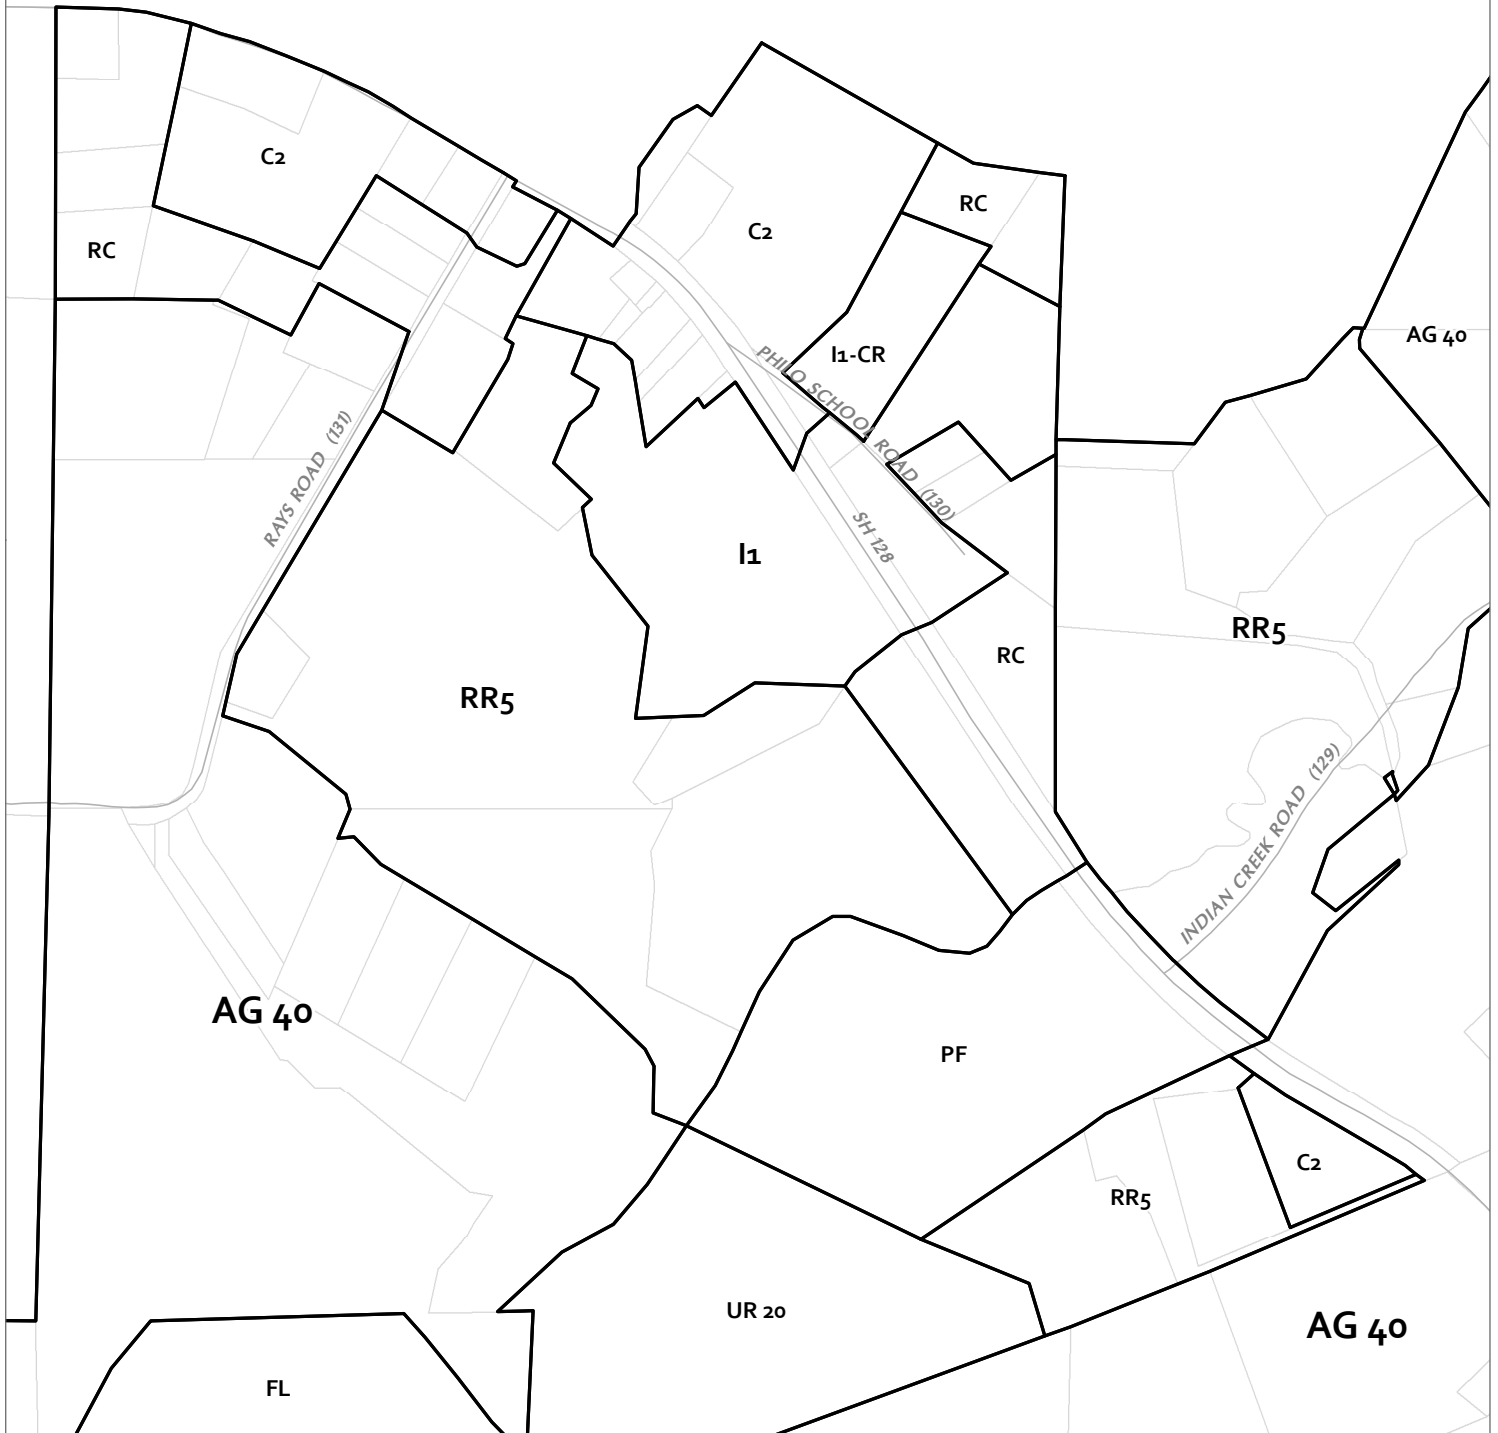 C2
RC
C2
RC
I1-CR
AG 40
PHILO SCHOOL ROAD (130)
RAYS ROAD (131)
SH 128
I1
RR5
RC
RR5
INDIAN CREEK ROAD (129)
AG 40
PF
C2
RR5
UR 20
AG 40
FL